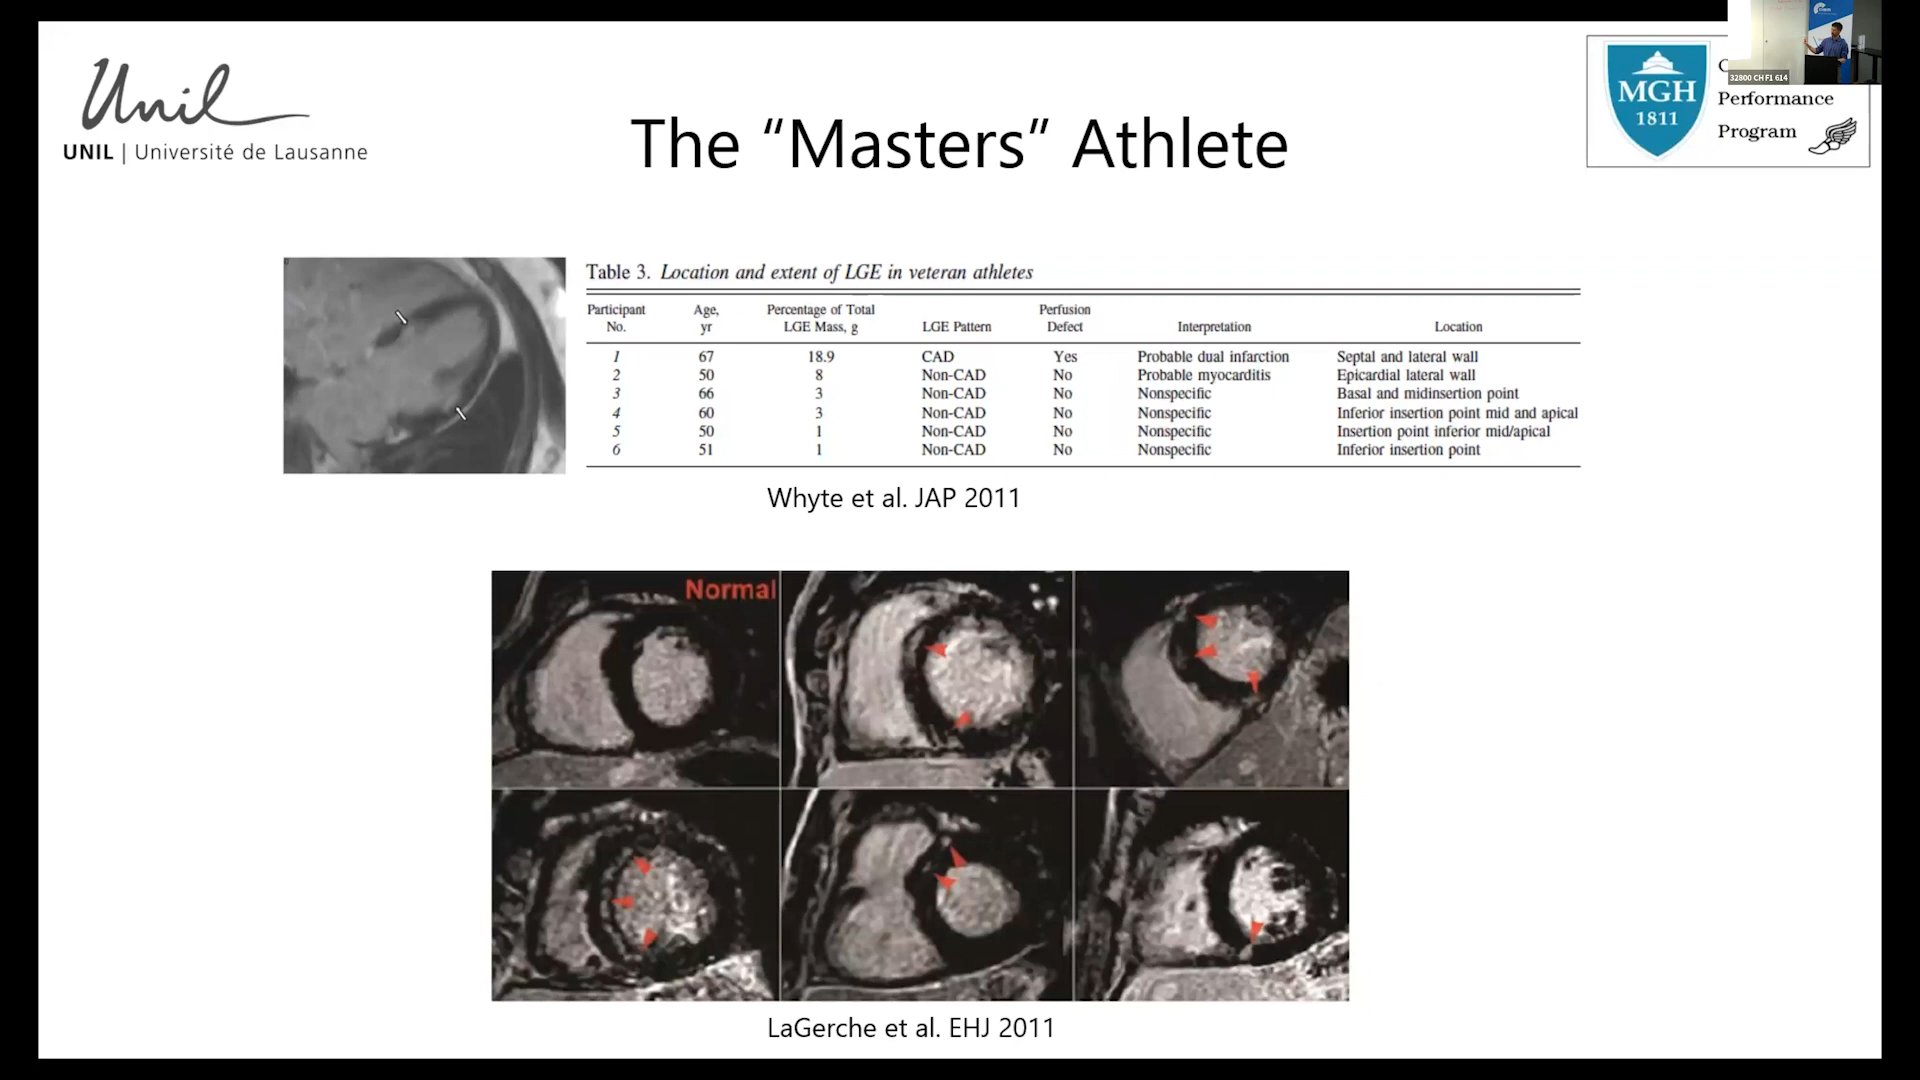 Unil
UNIL | Université de Lausanne
The “Masters” Athlete
MGH
1811
C
Performance
Program
32800 CH F1 614
Table 3. Location and extent of LGE in veteran athletes
Participant No. Age, yr Percentage of Total LGE Mass, g LGE Pattern Perfusion Defect Interpretation Location
1 67 18.9 CAD Yes Probable dual infarction Septal and lateral wall
2 50 8 Non-CAD No Probable myocarditis Epicardial lateral wall
3 66 3 Non-CAD No Nonspecific Basal and midinsertion point
4 60 3 Non-CAD No Nonspecific Inferior insertion point mid and apical
5 50 1 Non-CAD No Nonspecific Insertion point inferior mid/apical
6 51 1 Non-CAD No Nonspecific Inferior insertion point
Whyte et al. JAP 2011
Normal
LaGerche et al. EHJ 2011